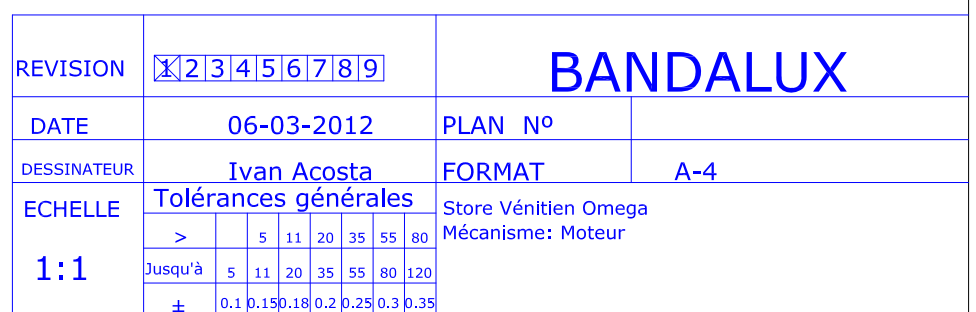 REVISION 1 2 3 4 5 6 7 8 9 BANDALUX
DATE 06-03-2012 PLAN Nº
DESSINATEUR Ivan Acosta FORMAT A-4
ECHELLE Tolérances générales
Store Vénitien Omega
Mécanisme: Moteur
> 5 11 20 35 55 80
1:1
Jusqu'à 5 11 20 35 55 80 120
± 0.1 0.15 0.18 0.2 0.25 0.3 0.35